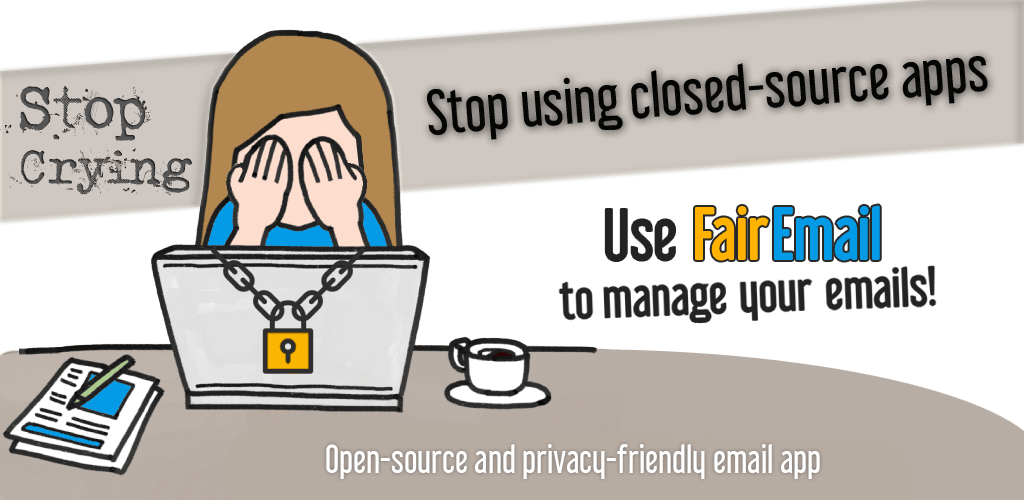 Stop
Crying
Stop using closed-source apps
Use FairEmail
to manage your emails!
Open-source and privacy-friendly email app